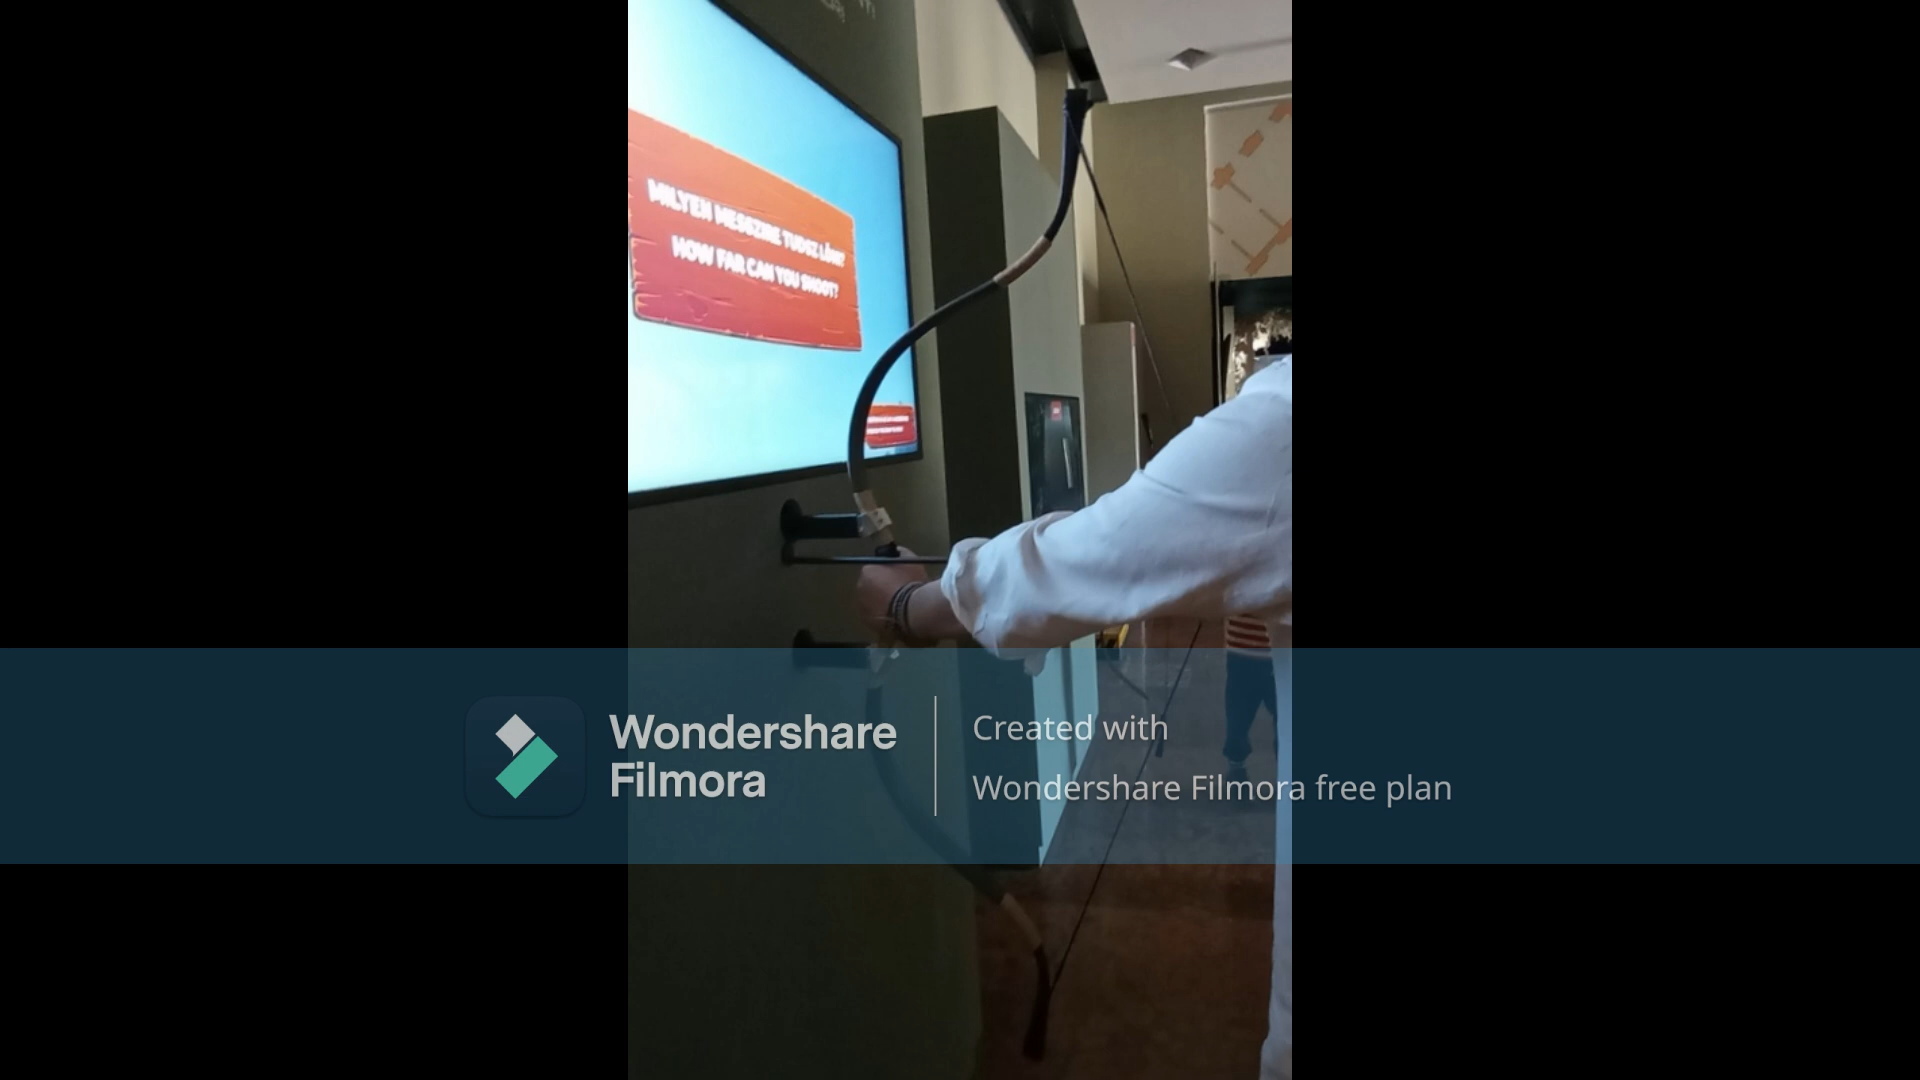 MILYEN MESSZIRE TUDSZ LŐNI?
HOW FAR CAN YOU SHOOT?
Wondershare
Filmora
Created with
Wondershare Filmora free plan